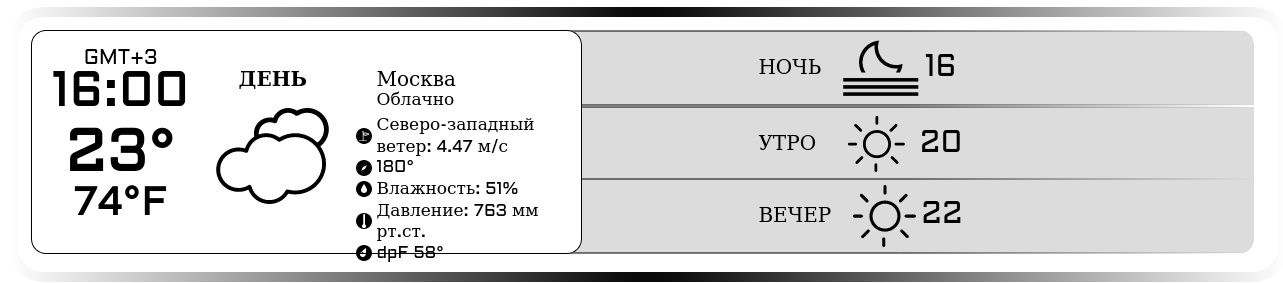 GMT+3
16:00
23°
74°F
ДЕНЬ
Москва
Облачно
Северо-западный
ветер: 4.47 м/с
180°
Влажность: 51%
Давление: 763 мм
рт.ст.
dpF 58°
НОЧЬ 16
УТРО 20
ВЕЧЕР 22